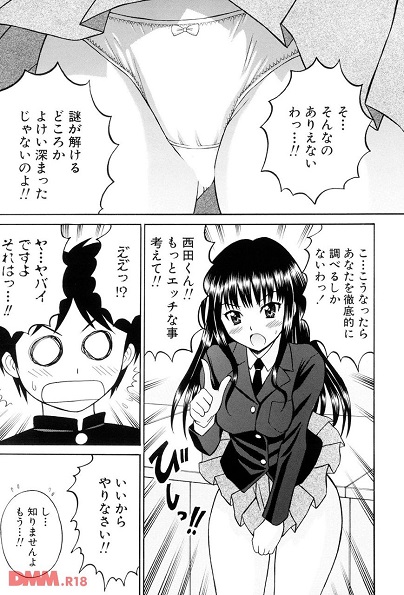 そ…
そんなの
ありえない
わっ…!!
謎が解ける
どころか
よけい深まった
じゃないのよ!!
こ…こうなったら
あなたを徹底的に
調べるしか
ないわっ!
西田くん!!
もっとエッチな事
考えて!!
びしっ!!
ええっ!?
ヤ…ヤバイ
ですよ
それはっ…!!
いいから
やりなさい!!
し…
知りませんよ
もう…!
DMM.R18